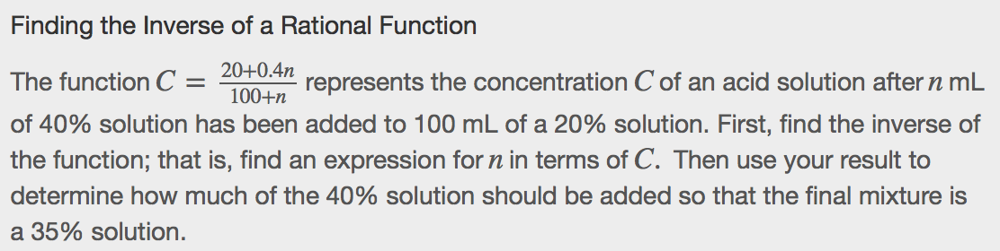 Finding the Inverse of a Rational Function
The function C = \frac{20+0.4n}{100+n} represents the concentration C of an acid solution after n mL
of 40% solution has been added to 100 mL of a 20% solution. First, find the inverse of
the function; that is, find an expression for n in terms of C. Then use your result to
determine how much of the 40% solution should be added so that the final mixture is
a 35% solution.